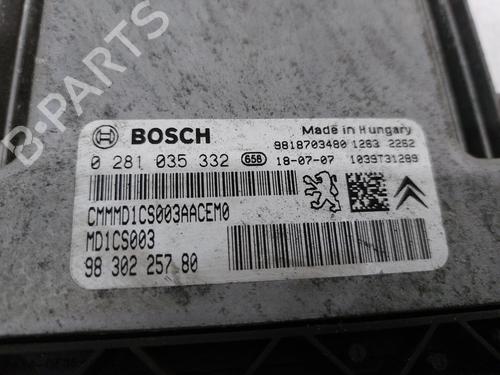 BOSCH
Made in Hungary
9818703480 1263 2262
0 281 035 332 658 18-07-07 1039T31289
CMMMD1CS003AACEM0
MD1CS003
98 302 257 80
B-PARTS